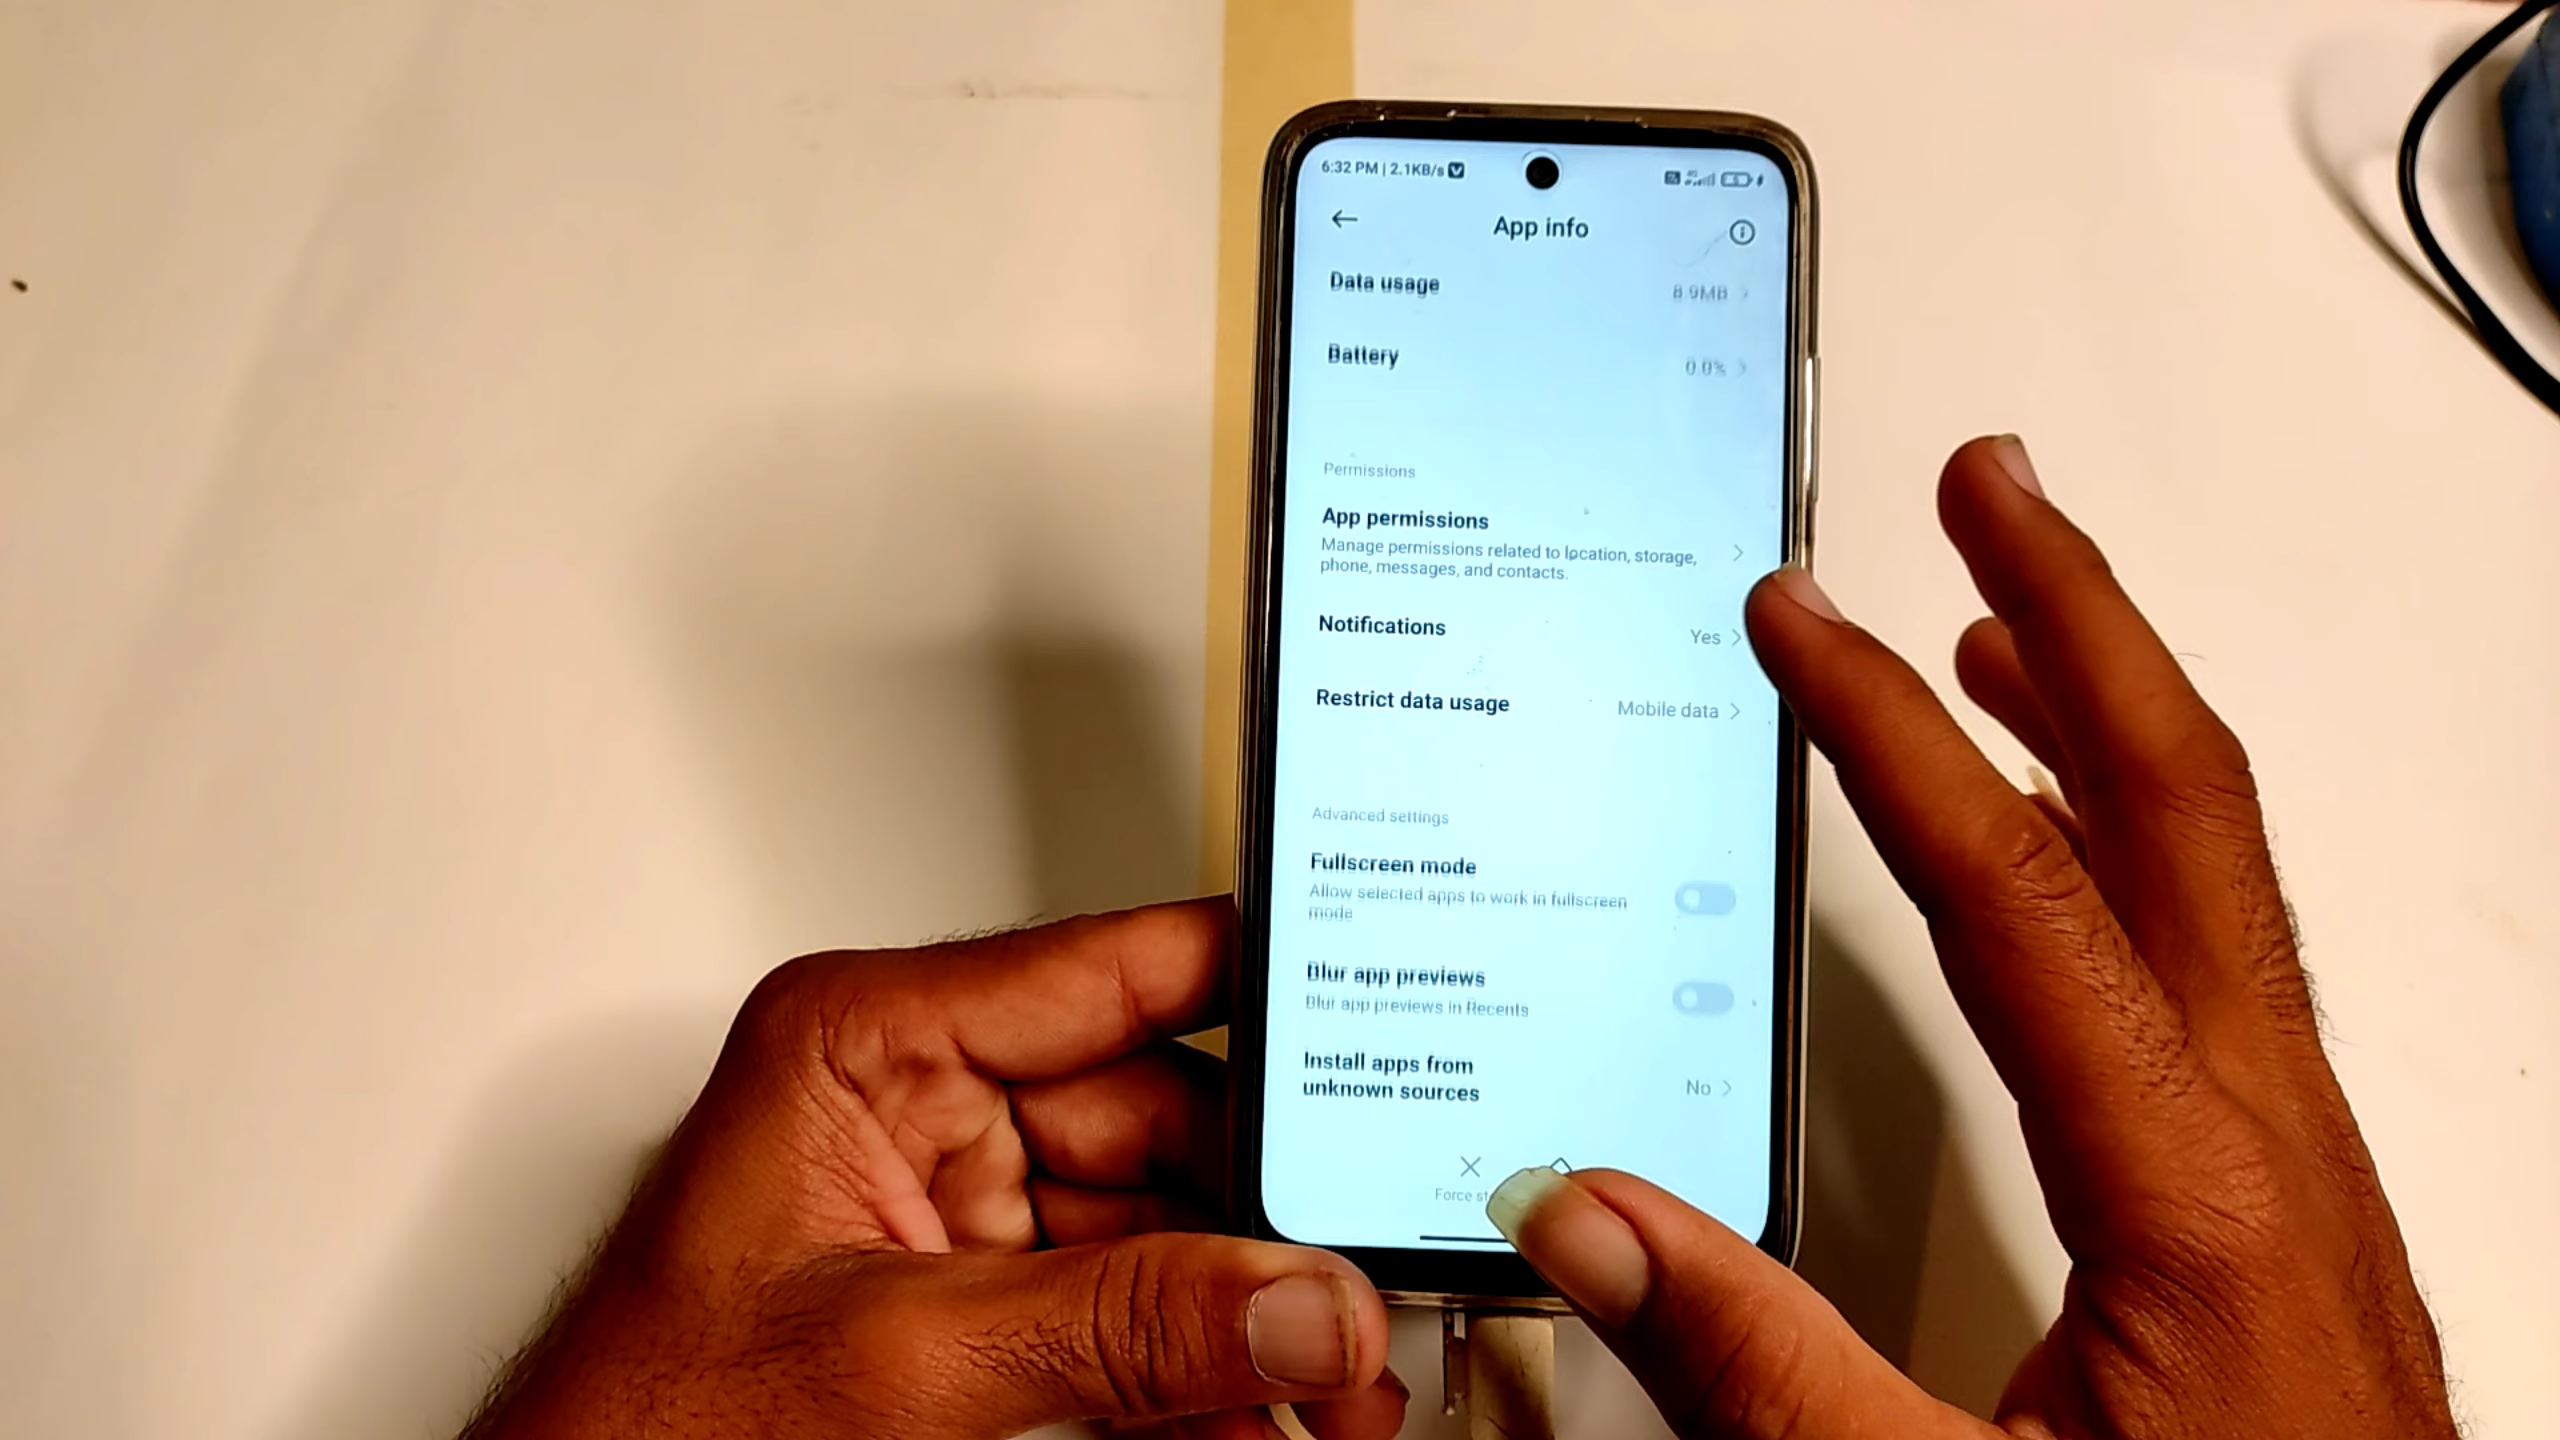 6:32 PM | 2.1KB/s
App info
Data usage 8.9MB
Battery 0.0%
Permissions
App permissions
Manage permissions related to location, storage,
phone, messages, and contacts.
Notifications Yes
Restrict data usage Mobile data
Advanced settings
Fullscreen mode
Allow selected apps to work in fullscreen
mode
Blur app previews
Blur app previews in Recents
Install apps from
unknown sources No
Force st